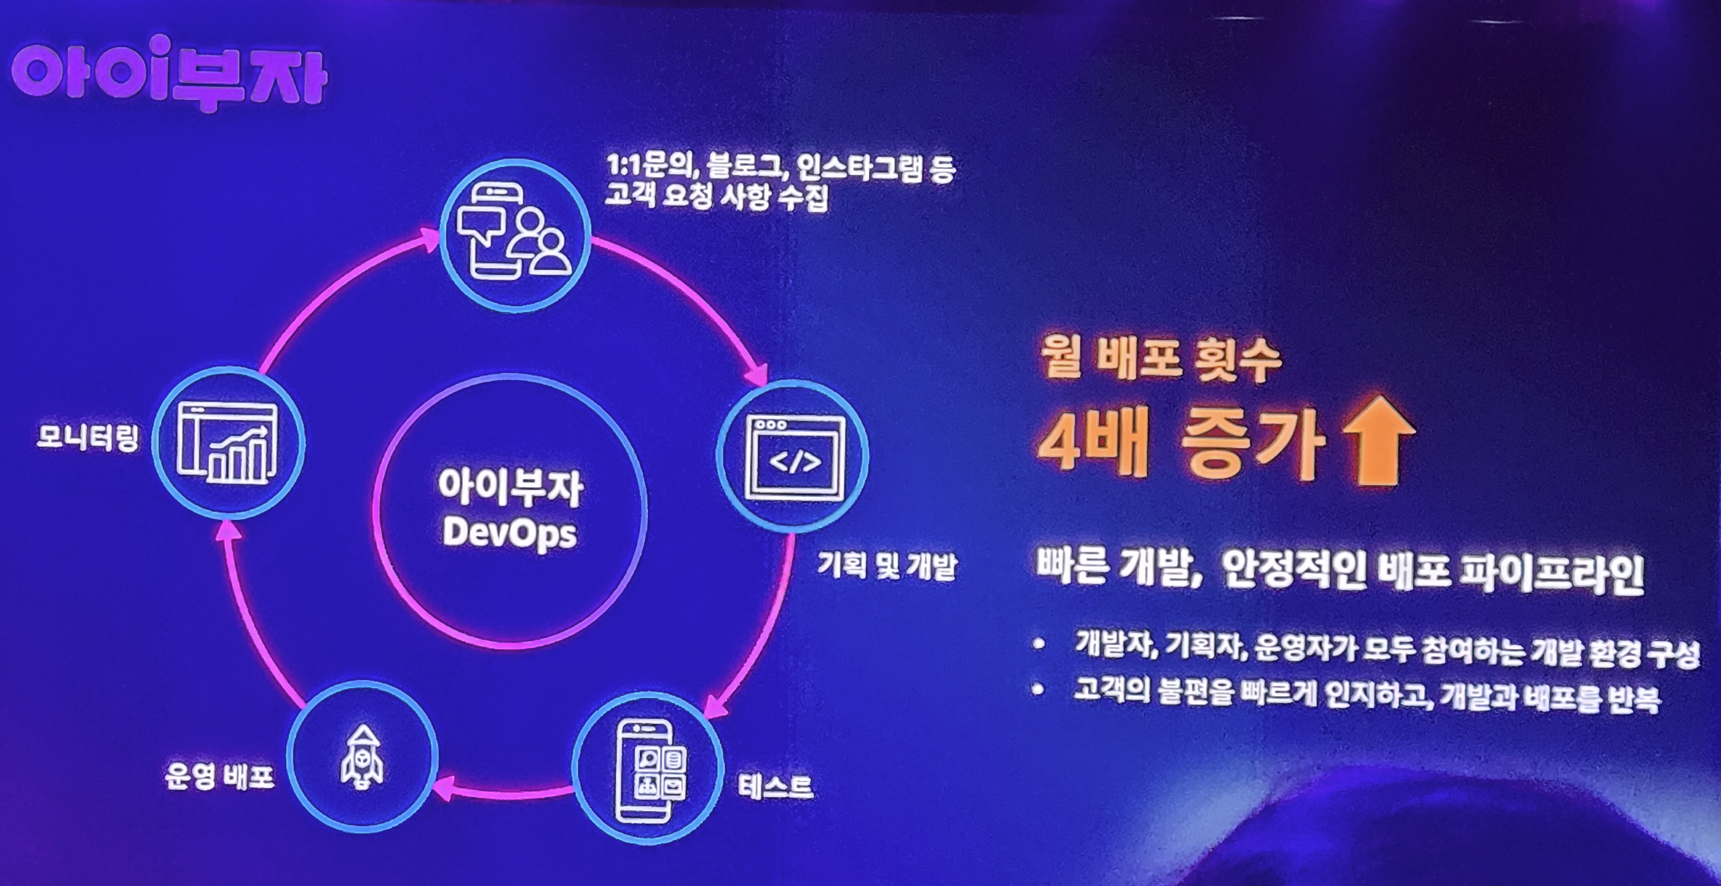 아이부자
1:1문의, 블로그, 인스타그램 등
고객 요청 사항 수집
기획 및 개발
테스트
운영 배포
모니터링
아이부자
DevOps
월 배포 횟수
4배 증가
빠른 개발, 안정적인 배포 파이프라인
• 개발자, 기획자, 운영자가 모두 참여하는 개발 환경 구성
• 고객의 불편을 빠르게 인지하고, 개발과 배포를 반복